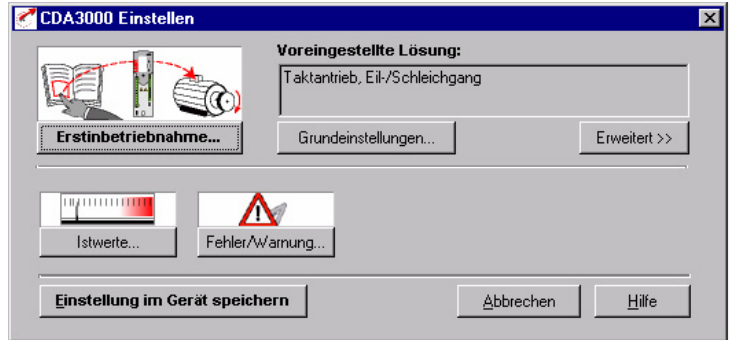 CDA3000 Einstellen
Voreingestellte Lösung:
Taktantrieb, Eil-/Schleichgang
Erstinbetriebnahme...
Grundeinstellungen...
Erweitert >>
Istwerte...
Fehler/Warnung...
Einstellung im Gerät speichern
Abbrechen
Hilfe